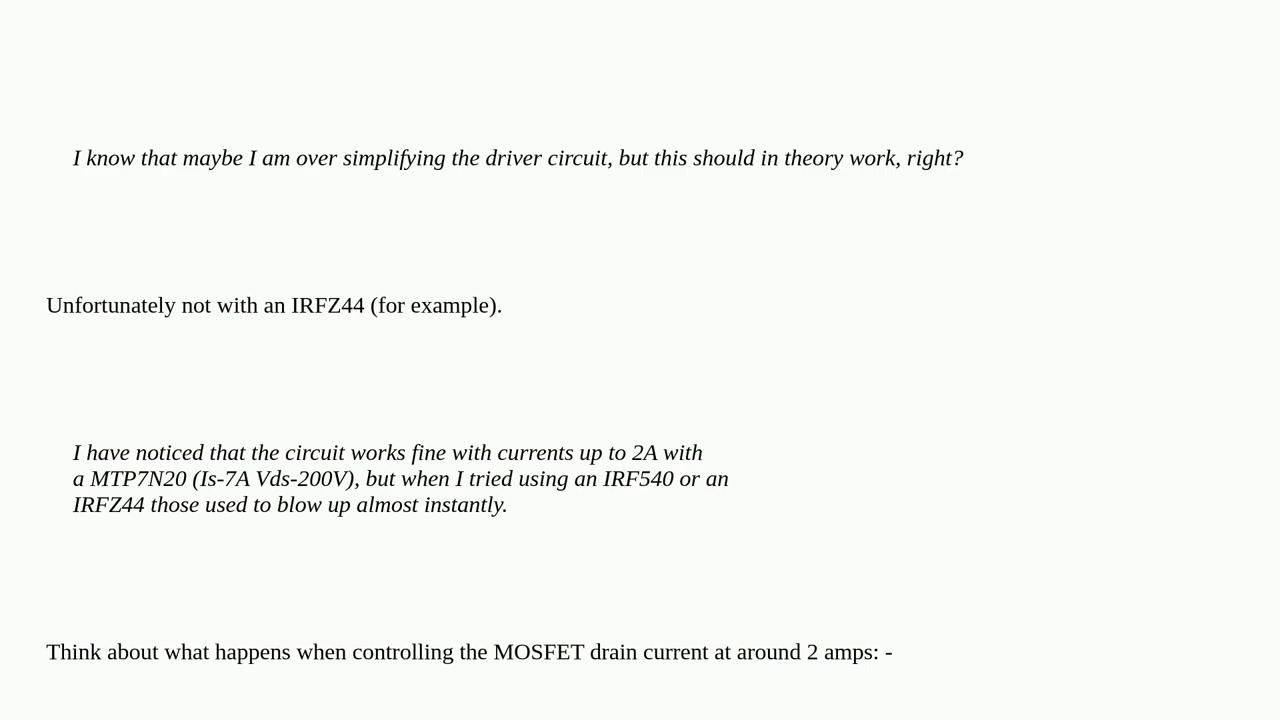 I know that maybe I am over simplifying the driver circuit, but this should in theory work, right?
Unfortunately not with an IRFZ44 (for example).
I have noticed that the circuit works fine with currents up to 2A with
a MTP7N20 (Is-7A Vds-200V), but when I tried using an IRF540 or an
IRFZ44 those used to blow up almost instantly.
Think about what happens when controlling the MOSFET drain current at around 2 amps: -